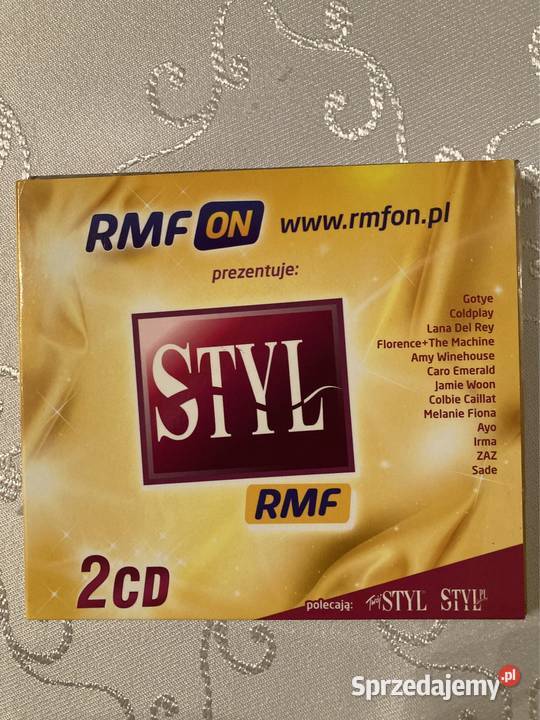 RMF ON www.rmfon.pl
prezentuje:
STYL
RMF
Gotye
Coldplay
Lana Del Rey
Florence+The Machine
Amy Winehouse
Caro Emerald
Jamie Woon
Colbie Caillat
Melanie Fiona
Ayo
Irma
ZAZ
Sade
2CD
polecają: Twój STYL STYL.PL
Sprzedajemy.pl